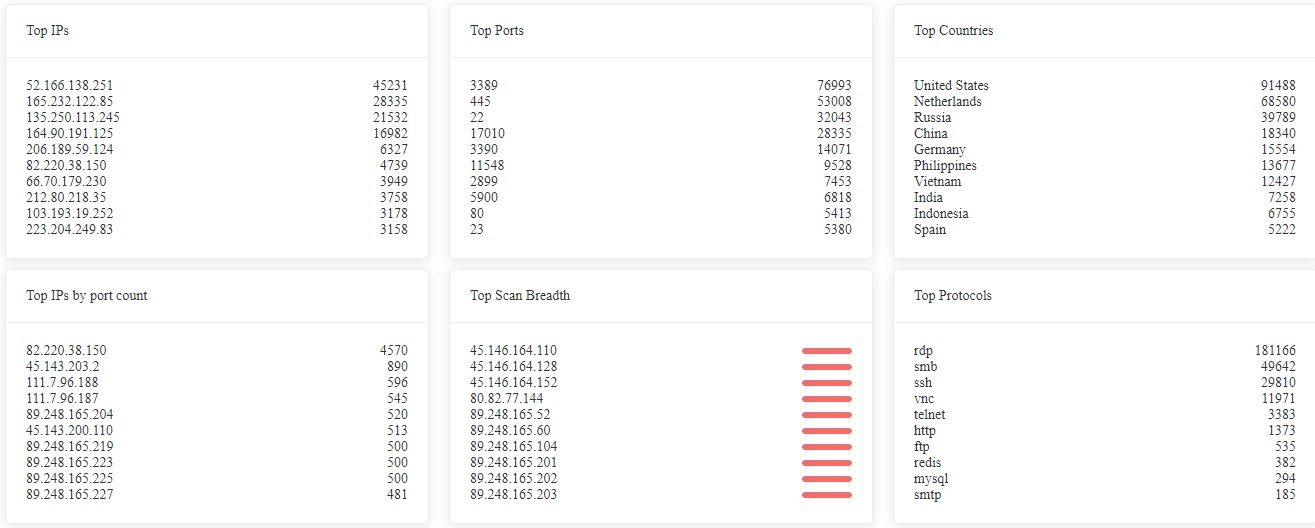 Top IPs
52.166.138.251 45231
165.232.122.85 28335
135.250.113.245 21532
164.90.191.125 16982
206.189.59.124 6327
82.220.38.150 4739
66.70.179.230 3949
212.80.218.35 3758
103.193.19.252 3178
223.204.249.83 3158
Top Ports
3389 76993
445 53008
22 32043
17010 28335
3390 14071
11548 9528
2899 7453
5900 6818
80 5413
23 5380
Top Countries
United States 91488
Netherlands 68580
Russia 39789
China 18340
Germany 15554
Philippines 13677
Vietnam 12427
India 7258
Indonesia 6755
Spain 5222
Top IPs by port count
82.220.38.150 4570
45.143.203.2 890
111.7.96.188 596
111.7.96.187 545
89.248.165.204 520
45.143.200.110 513
89.248.165.219 500
89.248.165.223 500
89.248.165.225 500
89.248.165.227 481
Top Scan Breadth
45.146.164.110
45.146.164.128
45.146.164.152
80.82.77.144
89.248.165.52
89.248.165.60
89.248.165.104
89.248.165.201
89.248.165.202
89.248.165.203
Top Protocols
rdp 181166
smb 49642
ssh 29810
vnc 11971
telnet 3383
http 1373
ftp 535
redis 382
mysql 294
smtp 185